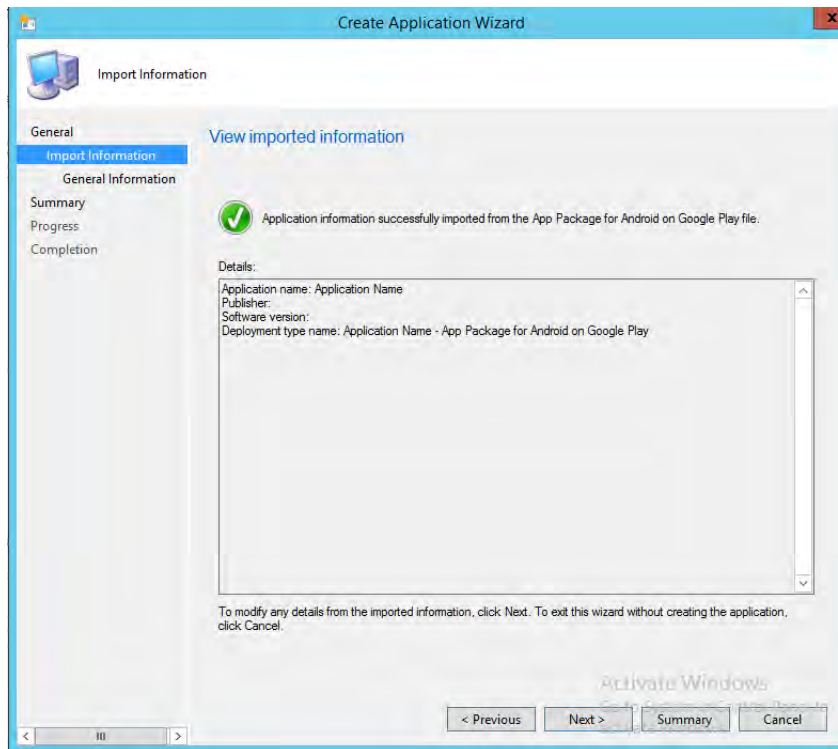 Create Application Wizard
x
Import Information
General
Import Information
General Information
Summary
Progress
Completion
View imported information
Application information successfully imported from the App Package for Android on Google Play file.
Details:
Application name: Application Name
Publisher:
Software version:
Deployment type name: Application Name - App Package for Android on Google Play
To modify any details from the imported information, click Next. To exit this wizard without creating the application,
click Cancel.
Activate Windows
< Previous
Next >
Summary
Cancel